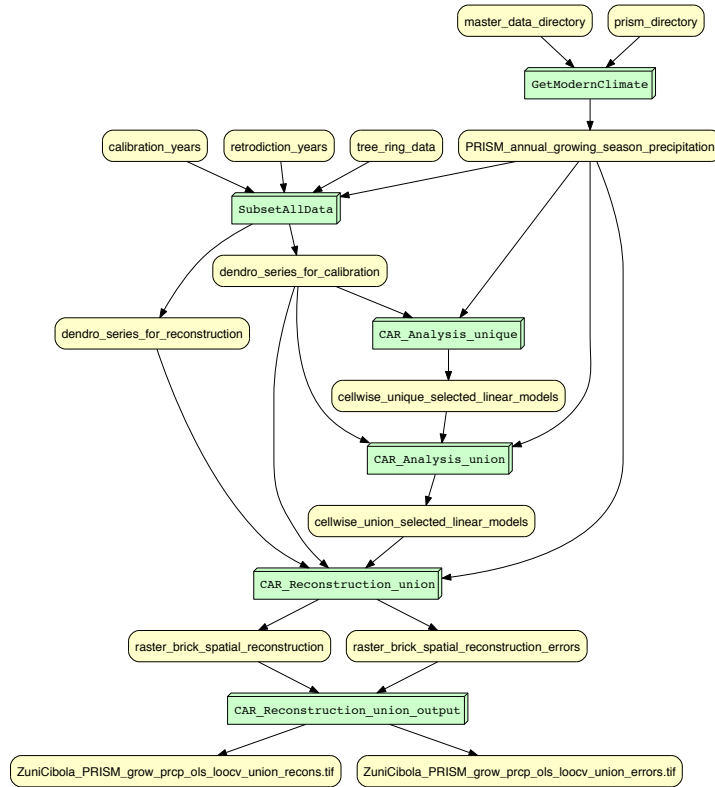 master_data_directory
prism_directory
GetModernClimate
calibration_years
retrodiction_years
tree_ring_data
PRISM_annual_growing_season_precipitation
SubsetAllData
dendro_series_for_calibration
dendro_series_for_reconstruction
CAR_Analysis_unique
cellwise_unique_selected_linear_models
CAR_Analysis_union
cellwise_union_selected_linear_models
CAR_Reconstruction_union
raster_brick_spatial_reconstruction
raster_brick_spatial_reconstruction_errors
CAR_Reconstruction_union_output
ZuniCibola_PRISM_grow_prcp_ols_loocv_union_recons.tif
ZuniCibola_PRISM_grow_prcp_ols_loocv_union_errors.tif